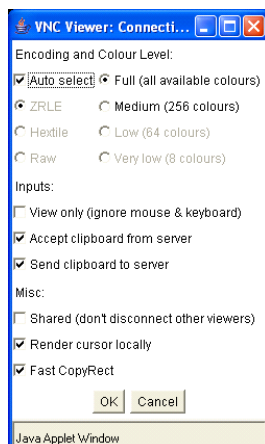 VNC Viewer: Connecti...
Encoding and Colour Level:
Auto select Full (all available colours)
ZRLE Medium (256 colours)
Hextile Low (64 colours)
Raw Very low (8 colours)
Inputs:
View only (ignore mouse & keyboard)
Accept clipboard from server
Send clipboard to server
Misc:
Shared (don't disconnect other viewers)
Render cursor locally
Fast CopyRect
OK Cancel
Java Applet Window